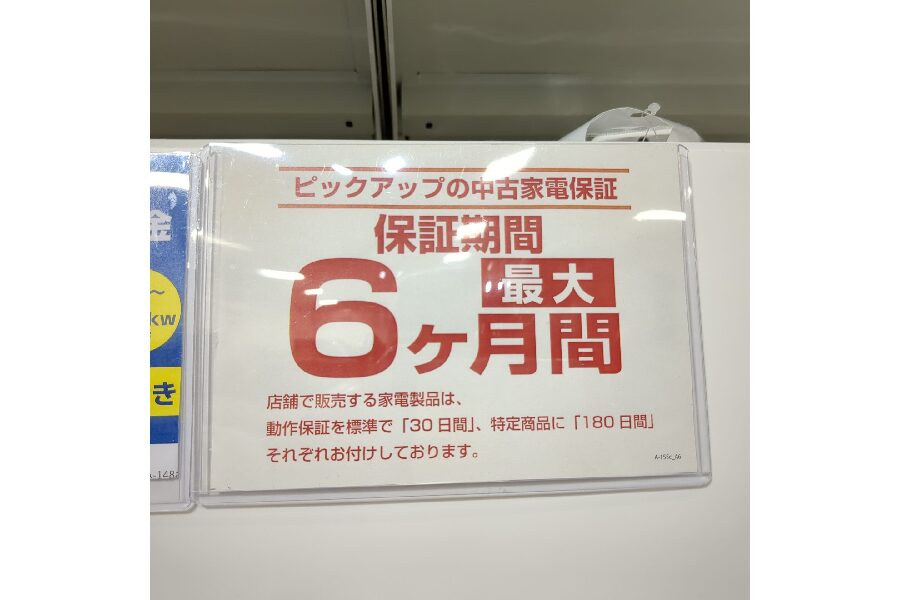 ピックアップの中古家電保証
保証期間
最大
6ヶ月間
店舗で販売する家電製品は、
動作保証を標準で「30日間」、特定商品に「180日間」
それぞれお付けしております。
金
～
kw
き